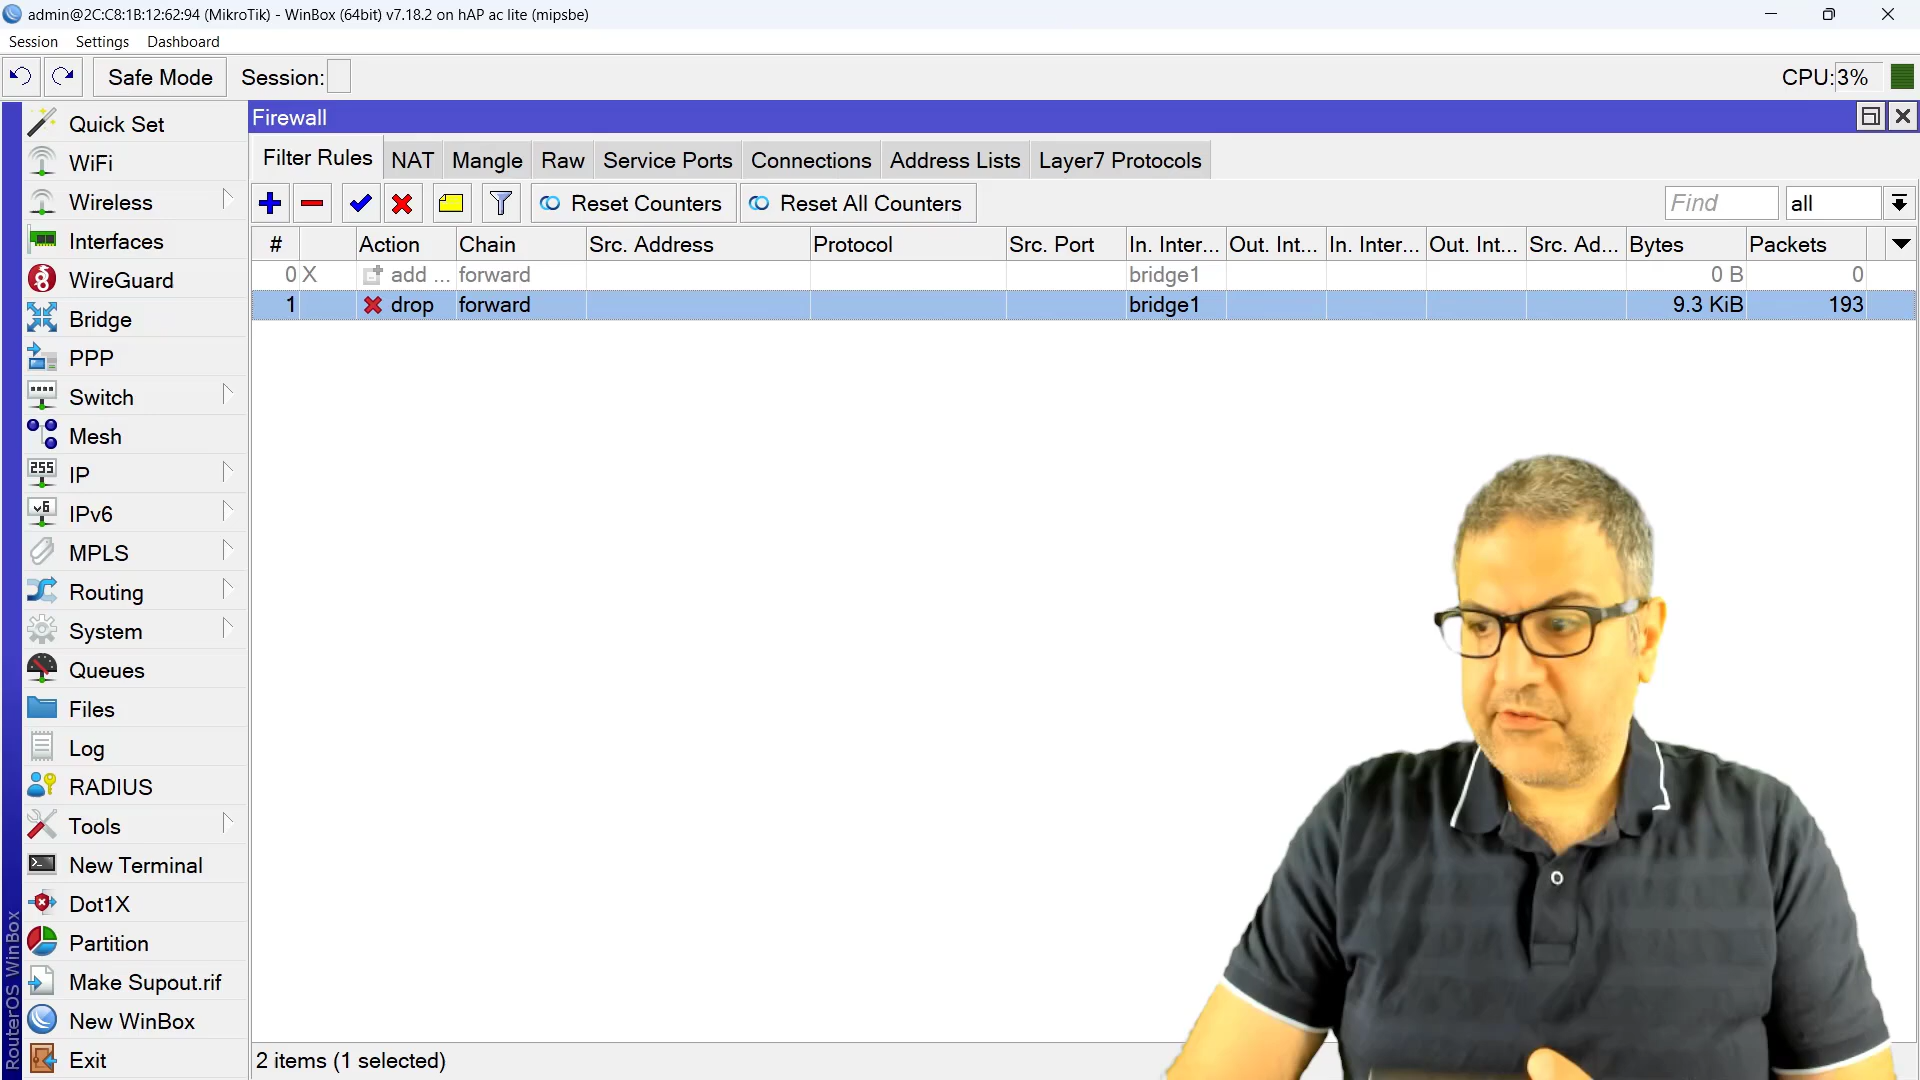 admin@2C:C8:1B:12:62:94 (MikroTik) - WinBox (64bit) v7.18.2 on hAP ac lite (mipsbe)
Session Settings Dashboard
Safe Mode Session: CPU:3%
Quick Set
WiFi
Wireless
Interfaces
WireGuard
Bridge
PPP
Switch
Mesh
IP
IPv6
MPLS
Routing
System
Queues
Files
Log
RADIUS
Tools
New Terminal
Dot1X
Partition
Make Supout.rif
New WinBox
Exit
RouterOS WinBox
Firewall
Filter Rules NAT Mangle Raw Service Ports Connections Address Lists Layer7 Protocols
Reset Counters Reset All Counters Find all
# Action Chain Src. Address Protocol Src. Port In. Inter... Out. Int... In. Inter... Out. Int... Src. Ad... Bytes Packets
0 X add ... forward bridge1 0 B 0
1 drop forward bridge1 9.3 KiB 193
2 items (1 selected)